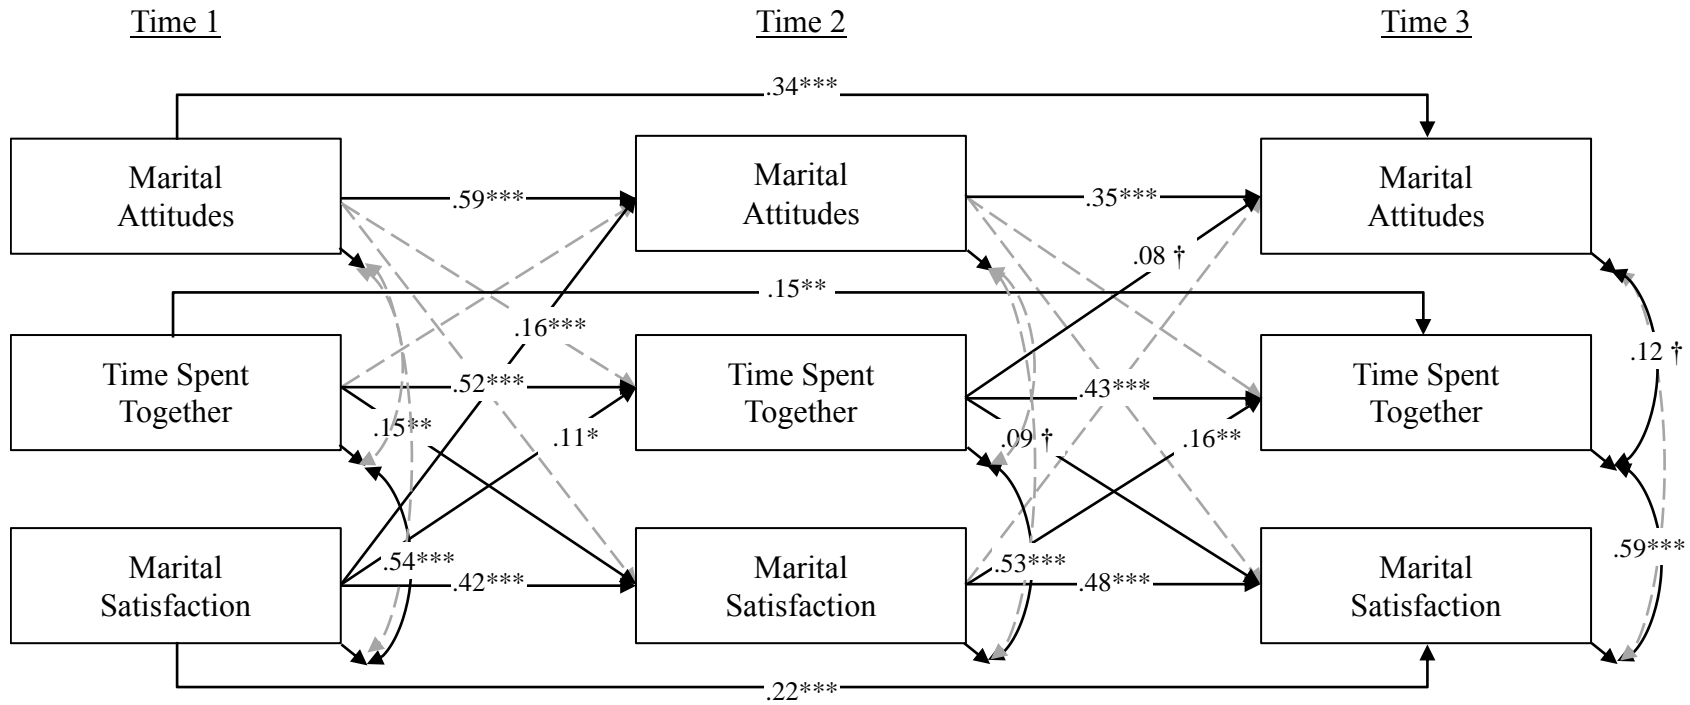 Time 1
Time 2
Time 3
.34***
Marital
Attitudes
Marital
Attitudes
Marital
Attitudes
.59***
.35***
.08 †
.15**
.16***
Time Spent
Together
Time Spent
Together
Time Spent
Together
.12 †
.52***
.43***
.15**
.11*
.09 †
.16**
Marital
Satisfaction
Marital
Satisfaction
Marital
Satisfaction
.54***
.42***
.53***
.48***
.59***
.22***